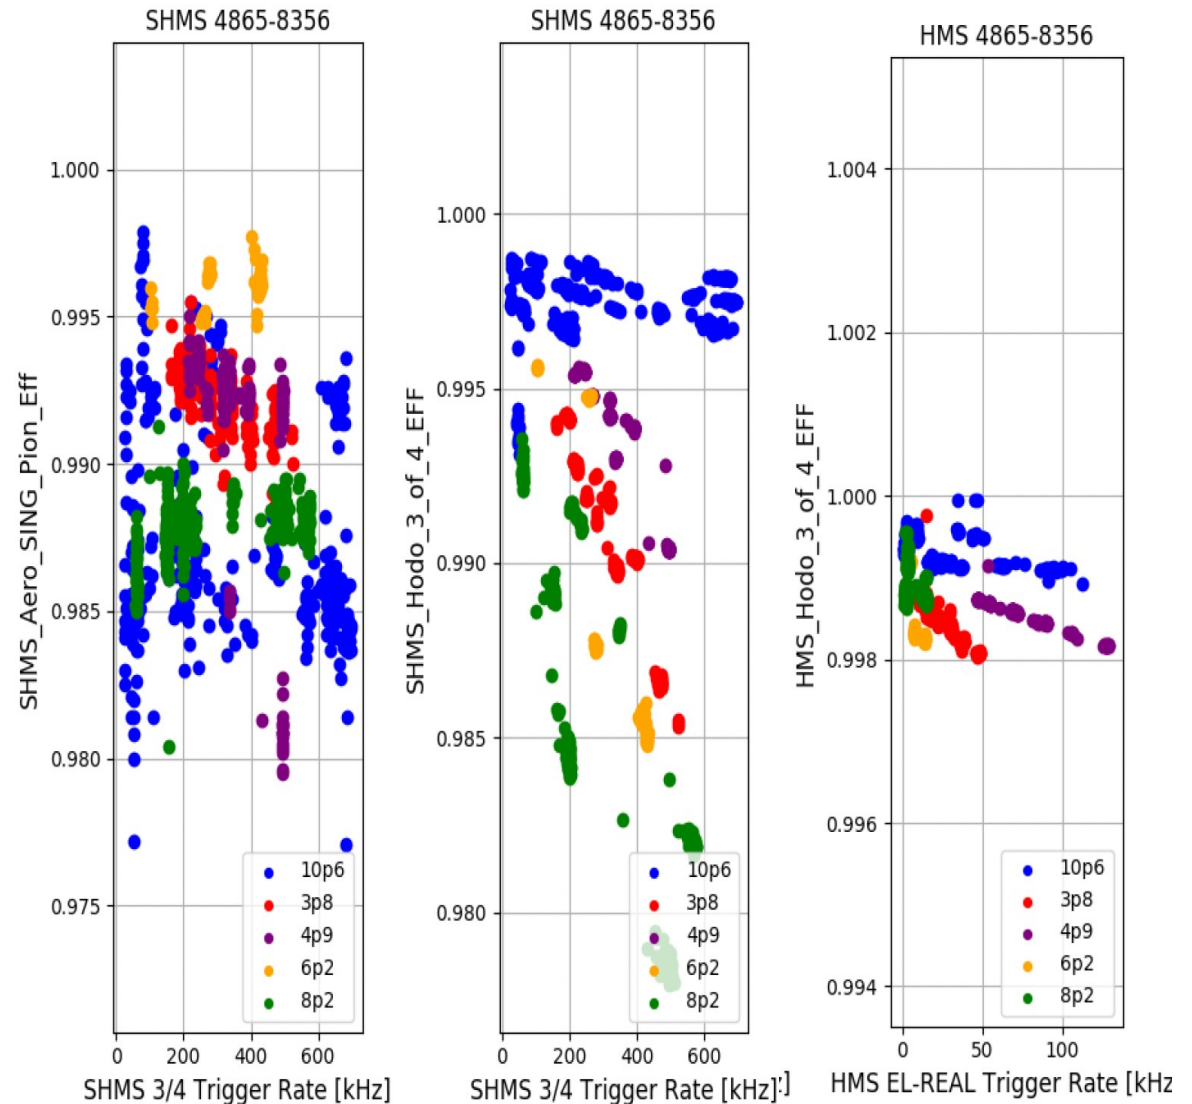 SHMS 4865-8356
1.000
0.995
0.990
0.985
0.980
0.975
SHMS_Aero_SING_Pion_Eff
10p6
3p8
4p9
6p2
8p2
0 200 400 600
SHMS 3/4 Trigger Rate [kHz]
SHMS 4865-8356
1.000
0.995
0.990
0.985
0.980
SHMS_Hodo_3_of_4_EFF
10p6
3p8
4p9
6p2
8p2
0 200 400 600
SHMS 3/4 Trigger Rate [kHz]
HMS 4865-8356
1.004
1.002
1.000
0.998
0.996
0.994
HMS_Hodo_3_of_4_EFF
10p6
3p8
4p9
6p2
8p2
0 50 100
HMS EL-REAL Trigger Rate [kHz